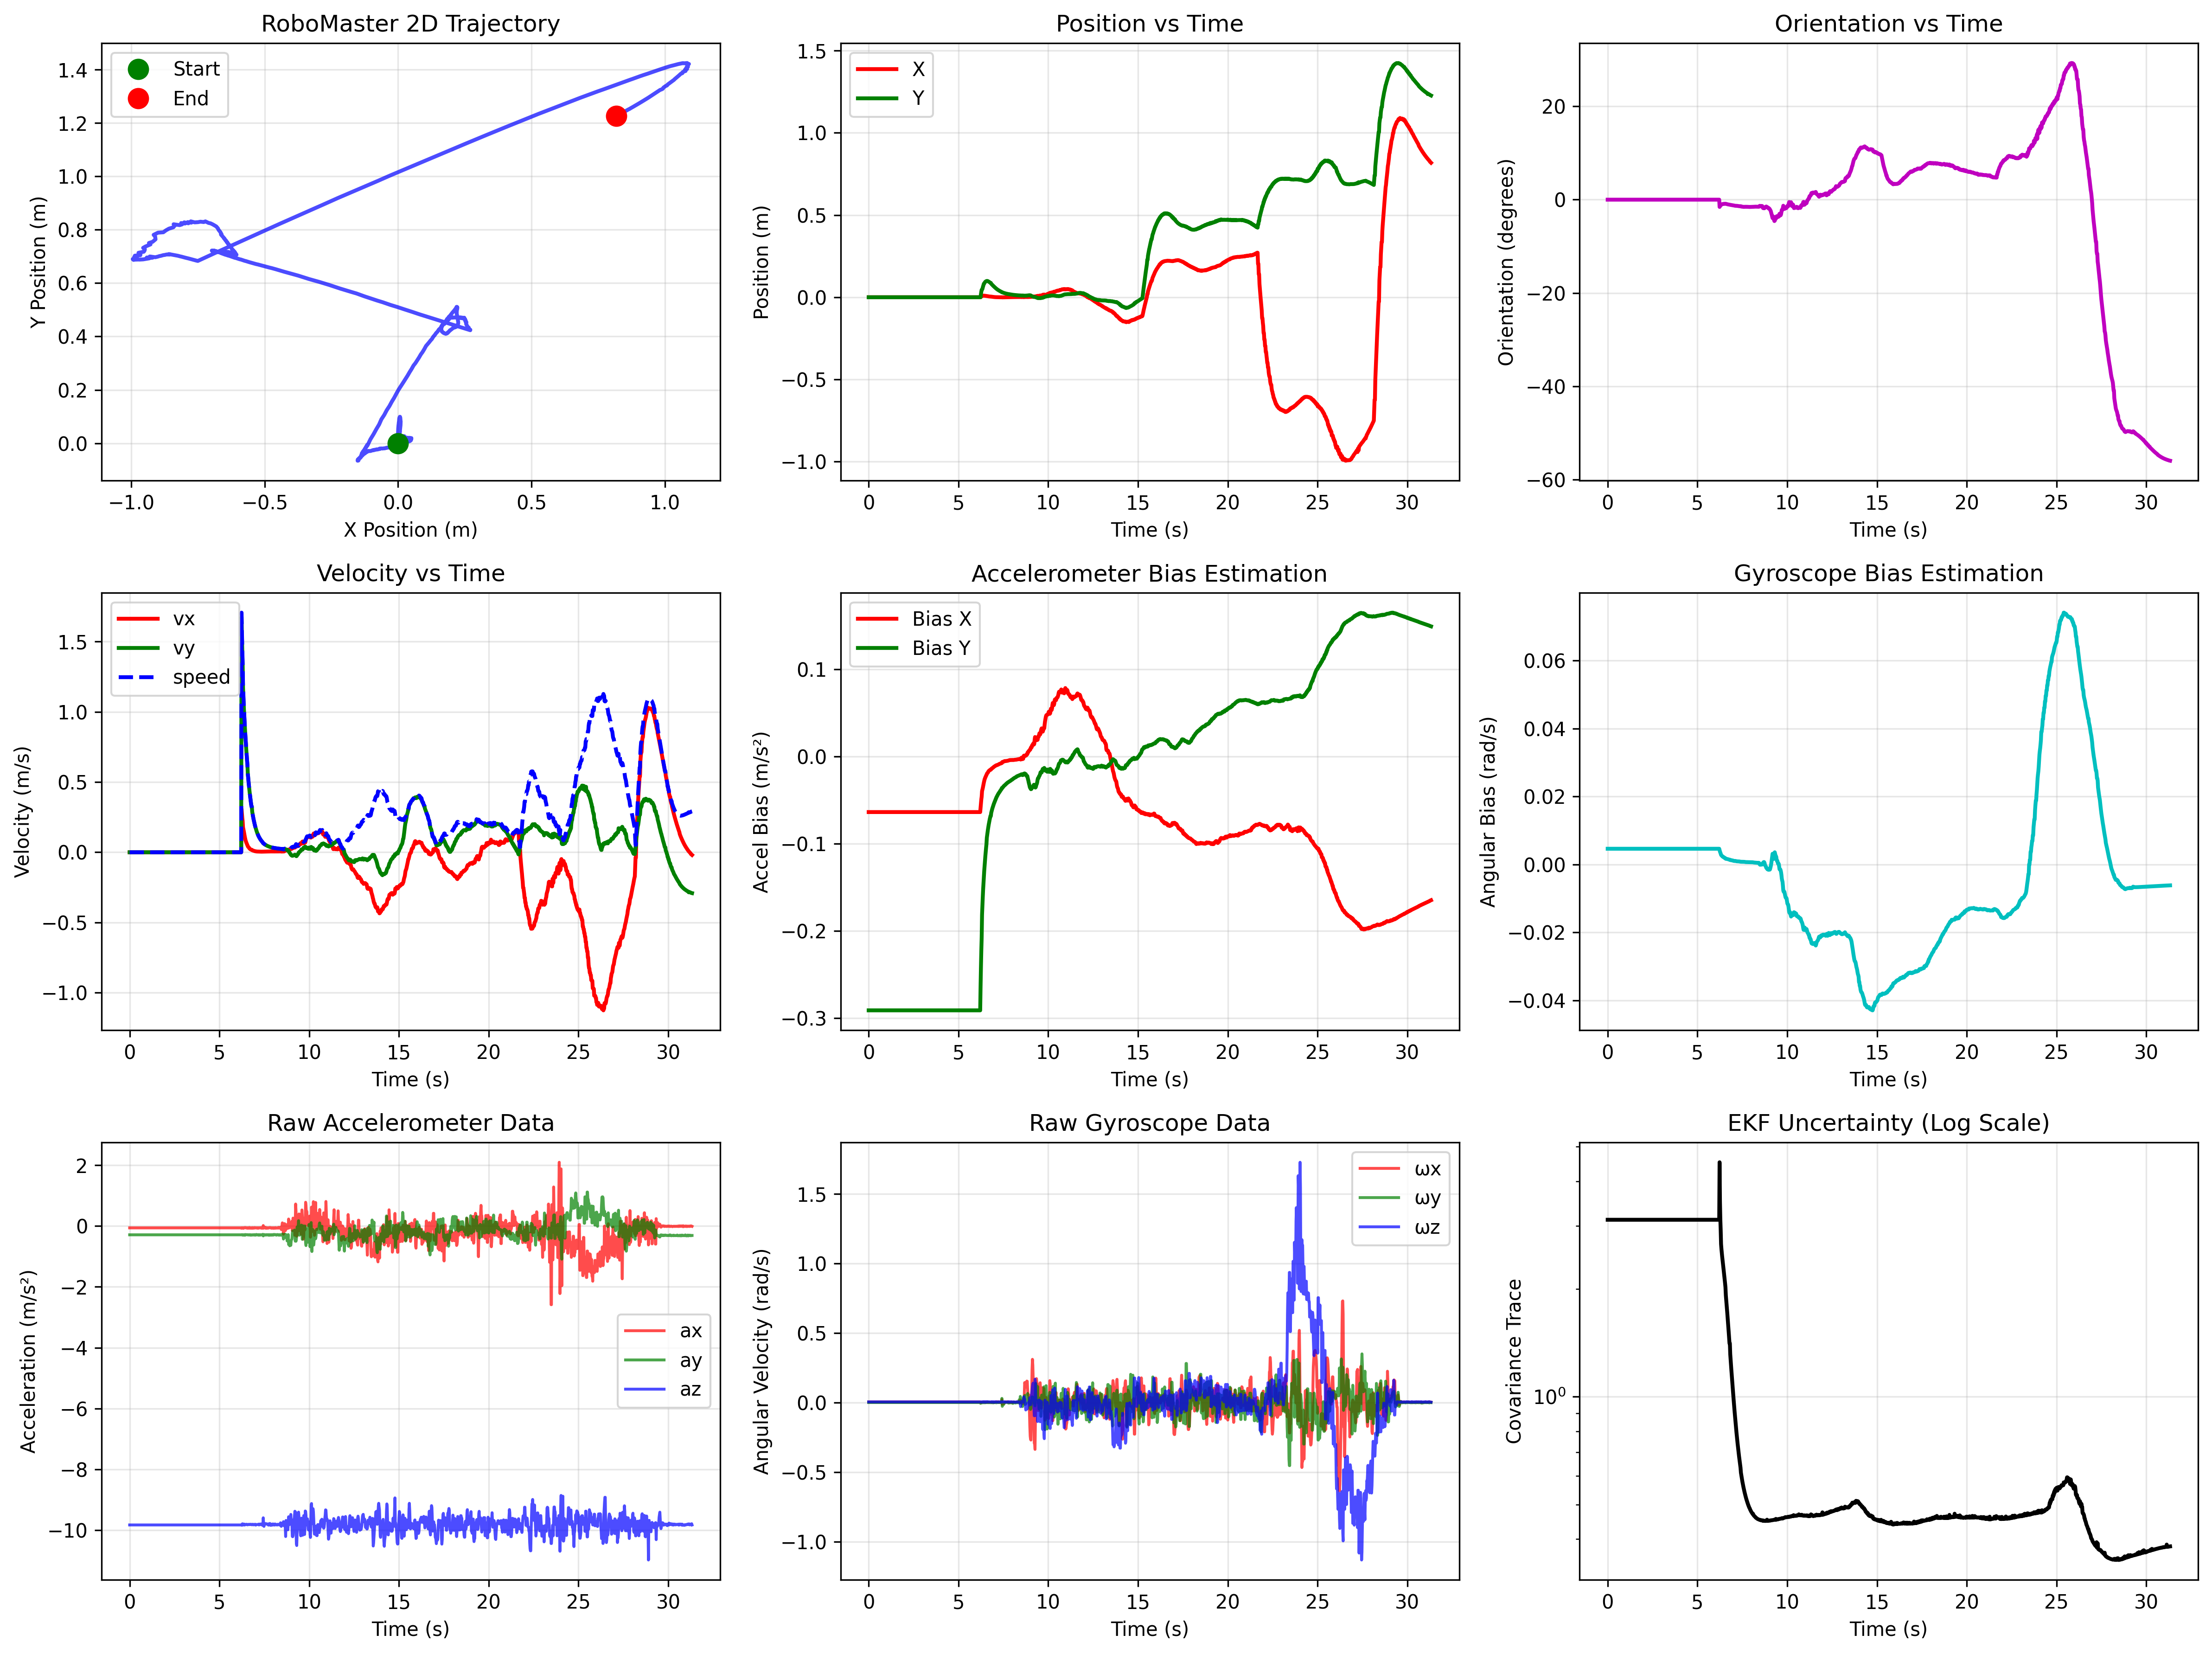 RoboMaster 2D Trajectory
Start
End
1.4
1.2
1.0
0.8
0.6
0.4
0.2
0.0
Y Position (m)
−1.0 −0.5 0.0 0.5 1.0
X Position (m)
Position vs Time
X
Y
1.5
1.0
0.5
0.0
−0.5
−1.0
Position (m)
0 5 10 15 20 25 30
Time (s)
Orientation vs Time
20
0
−20
−40
−60
Orientation (degrees)
0 5 10 15 20 25 30
Time (s)
Velocity vs Time
vx
vy
speed
1.5
1.0
0.5
0.0
−0.5
−1.0
Velocity (m/s)
0 5 10 15 20 25 30
Time (s)
Accelerometer Bias Estimation
Bias X
Bias Y
0.1
0.0
−0.1
−0.2
−0.3
Accel Bias (m/s²)
0 5 10 15 20 25 30
Time (s)
Gyroscope Bias Estimation
0.06
0.04
0.02
0.00
−0.02
−0.04
Angular Bias (rad/s)
0 5 10 15 20 25 30
Time (s)
Raw Accelerometer Data
2
0
−2
−4
−6
−8
−10
Acceleration (m/s²)
ax
ay
az
0 5 10 15 20 25 30
Time (s)
Raw Gyroscope Data
ωx
ωy
ωz
1.5
1.0
0.5
0.0
−0.5
−1.0
Angular Velocity (rad/s)
0 5 10 15 20 25 30
Time (s)
EKF Uncertainty (Log Scale)
10⁰
Covariance Trace
0 5 10 15 20 25 30
Time (s)